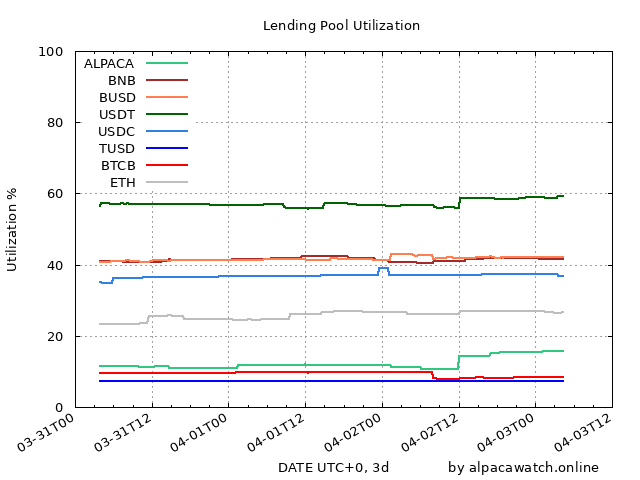 Lending Pool Utilization
Utilization %
100
80
60
40
20
0
ALPACA
BNB
BUSD
USDT
USDC
TUSD
BTCB
ETH
03-31T00
03-31T12
04-01T00
04-01T12
04-02T00
04-02T12
04-03T00
04-03T12
DATE UTC+0, 3d
by alpacawatch.online